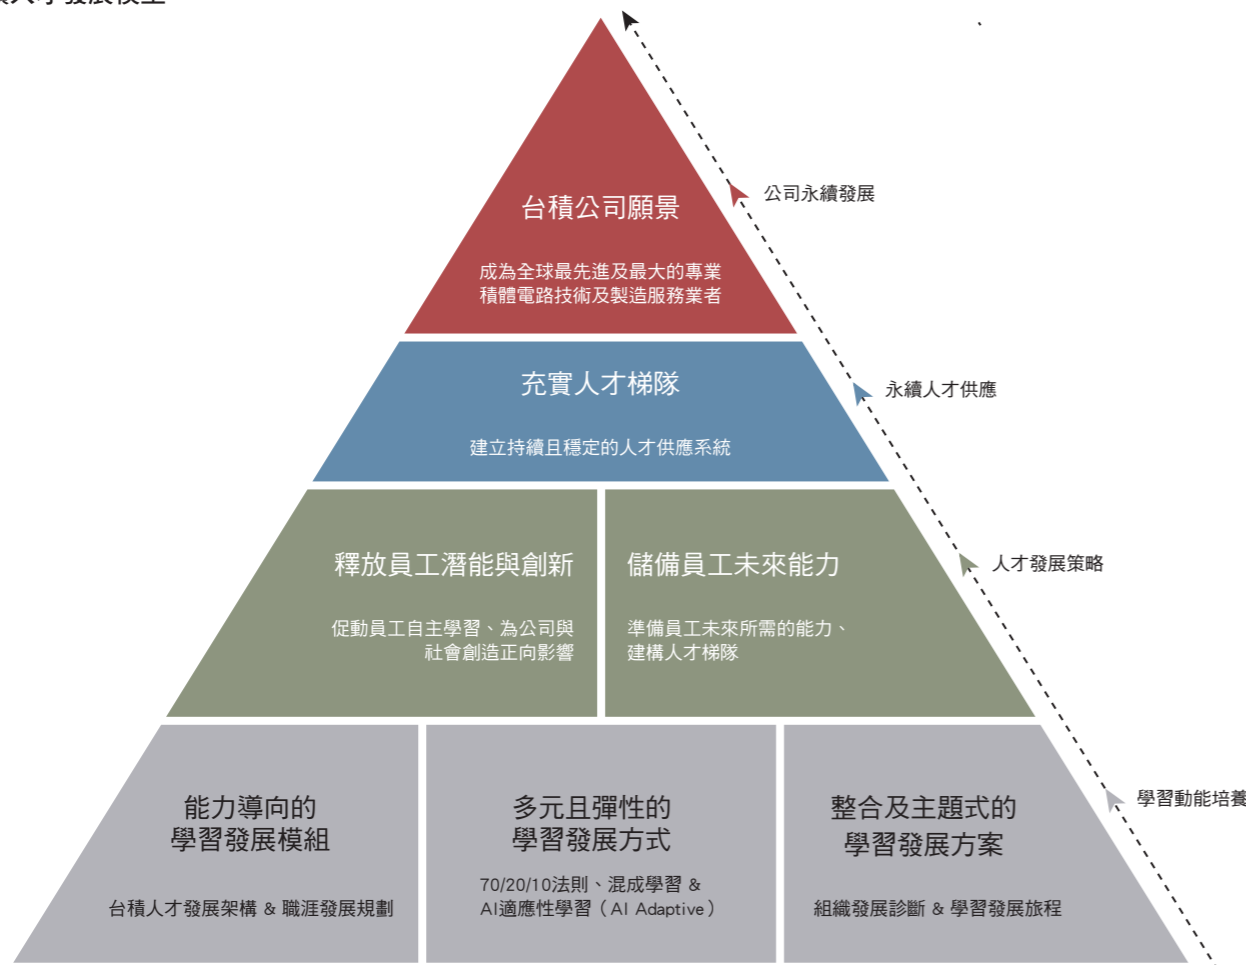 人才發展模型
台積公司願景
成為全球最先進及最大的專業
積體電路技術及製造服務業者
公司永續發展
充實人才梯隊
建立持續且穩定的人才供應系統
永續人才供應
釋放員工潛能與創新
促動員工自主學習、為公司與
社會創造正向影響
儲備員工未來能力
準備員工未來所需的能力、
建構人才梯隊
人才發展策略
能力導向的
學習發展模組
台積人才發展架構 & 職涯發展規劃
多元且彈性的
學習發展方式
70/20/10法則、混成學習 &
AI適應性學習（AI Adaptive）
整合及主題式的
學習發展方案
組織發展診斷 & 學習發展旅程
學習動能培養